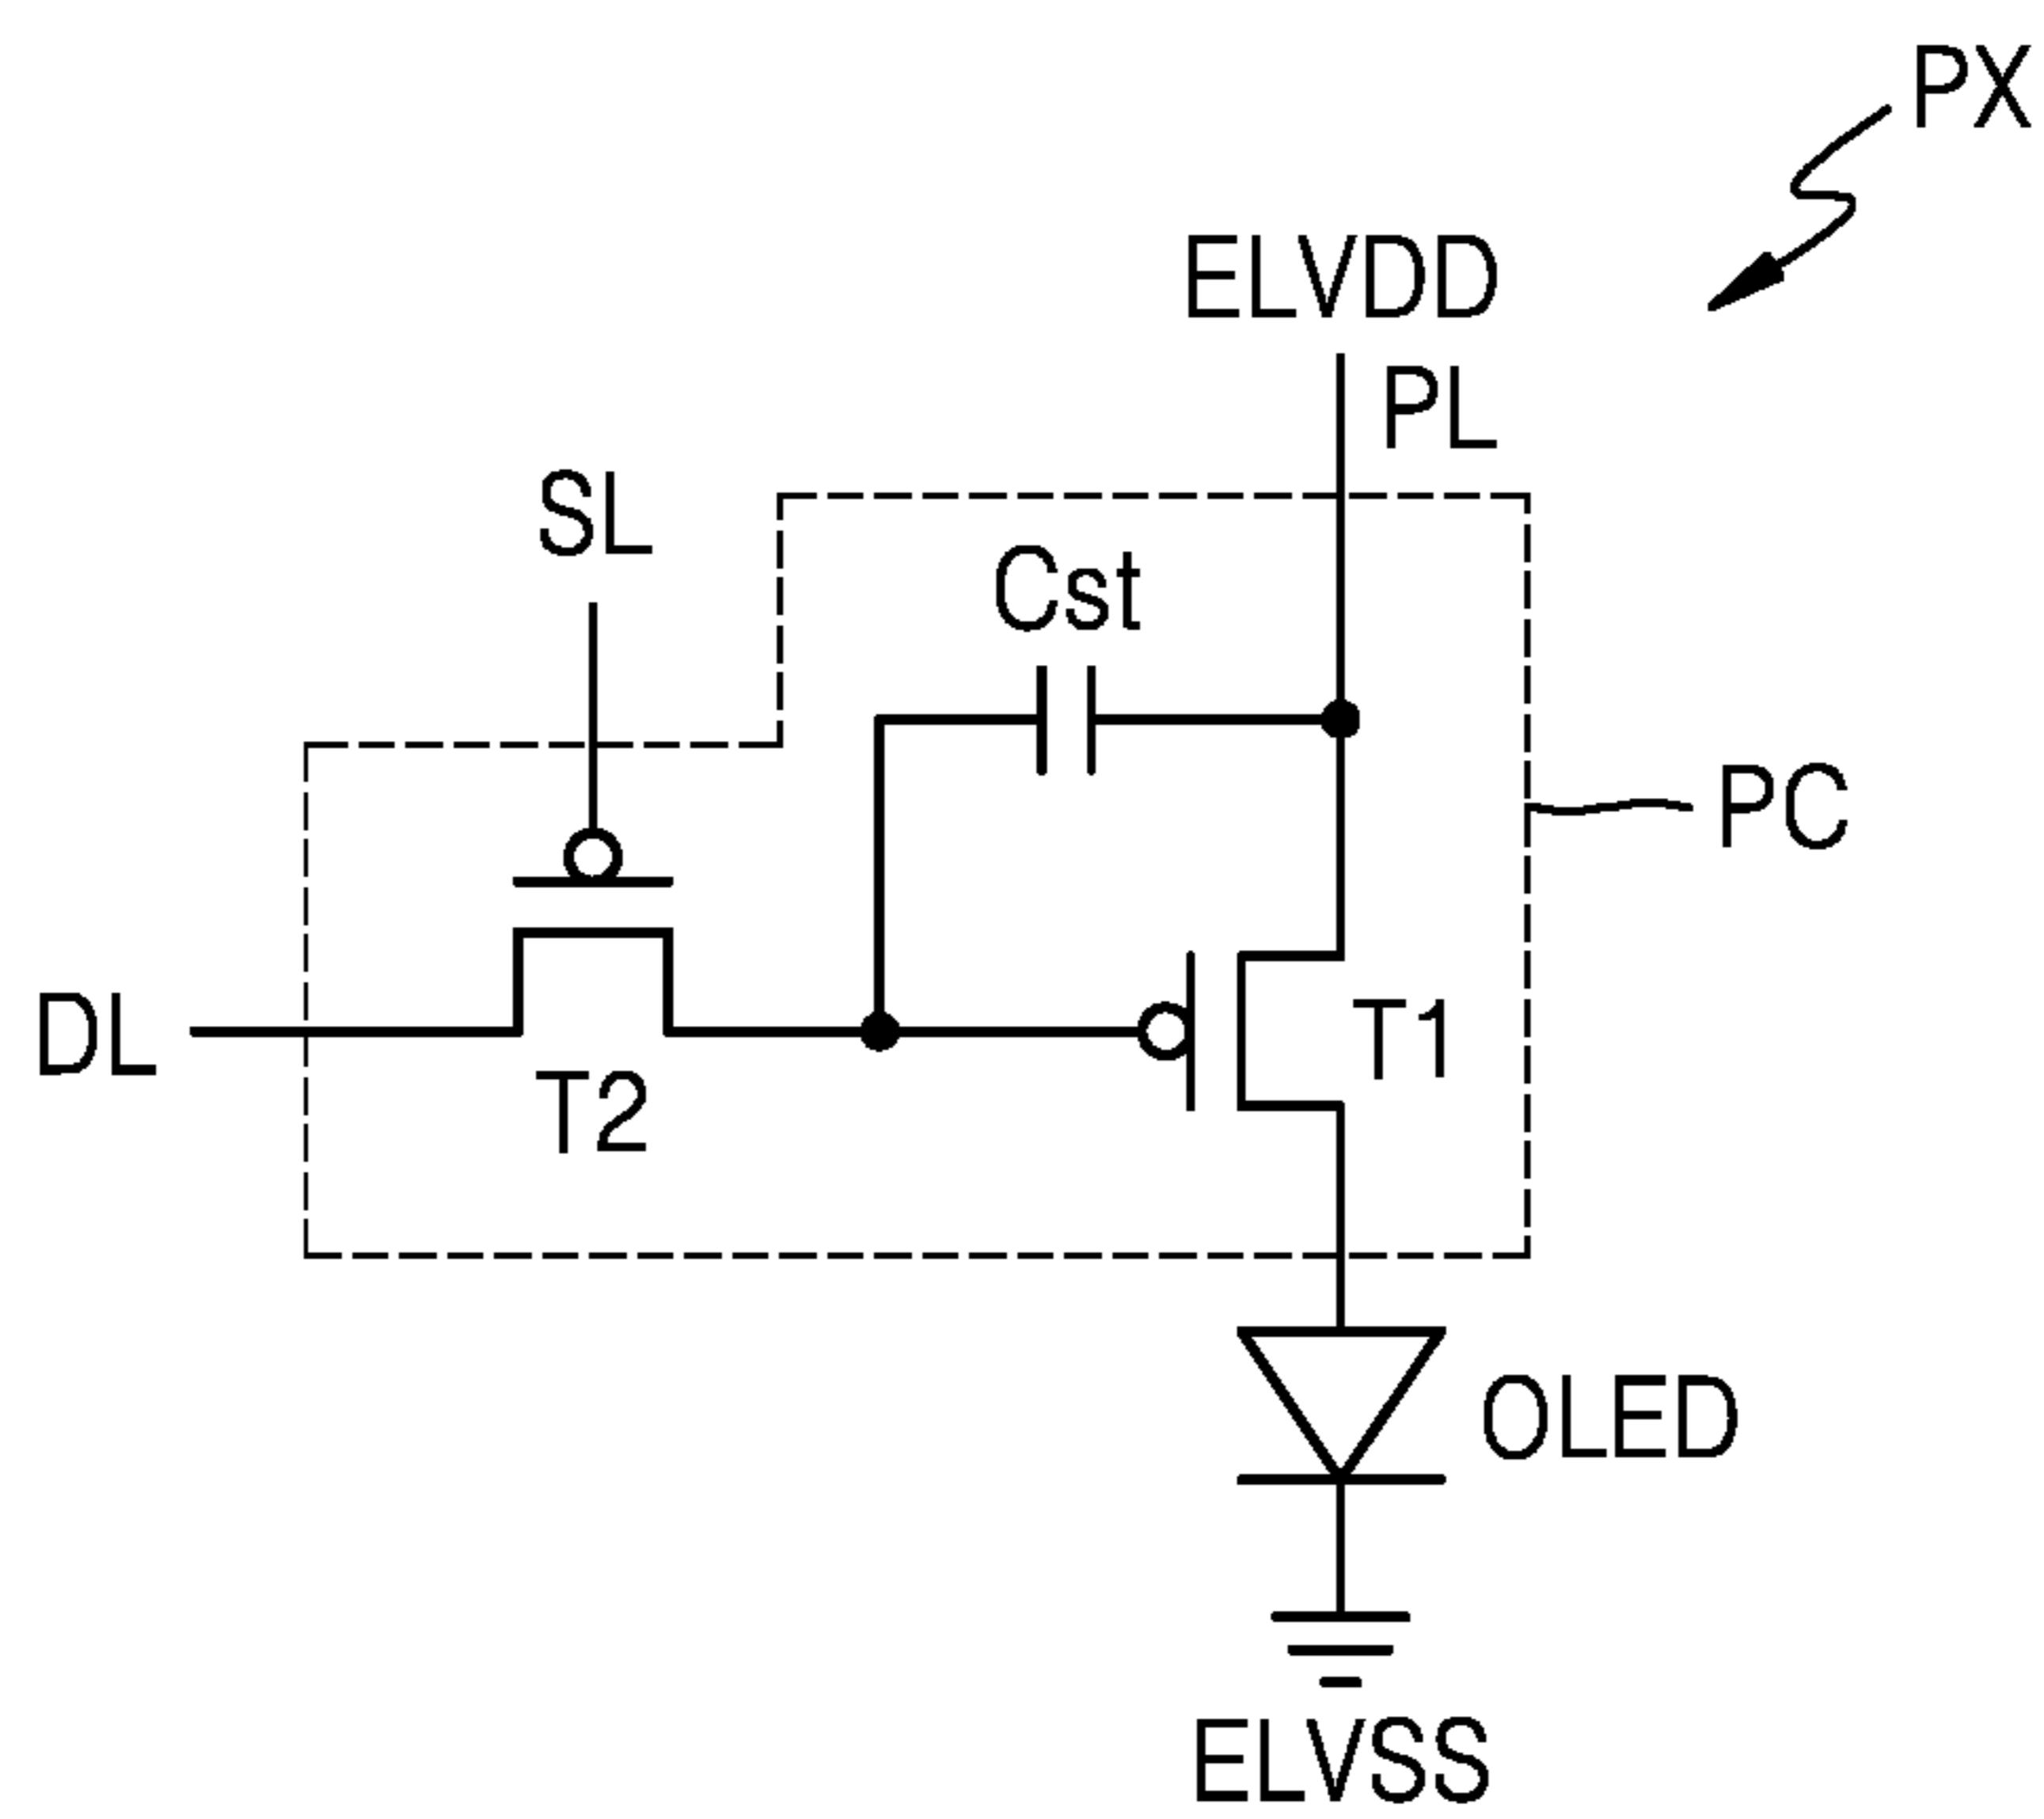 PX
ELVDD
PL
SL
Cst
PC
DL
T1
T2
OLED
ELVSS